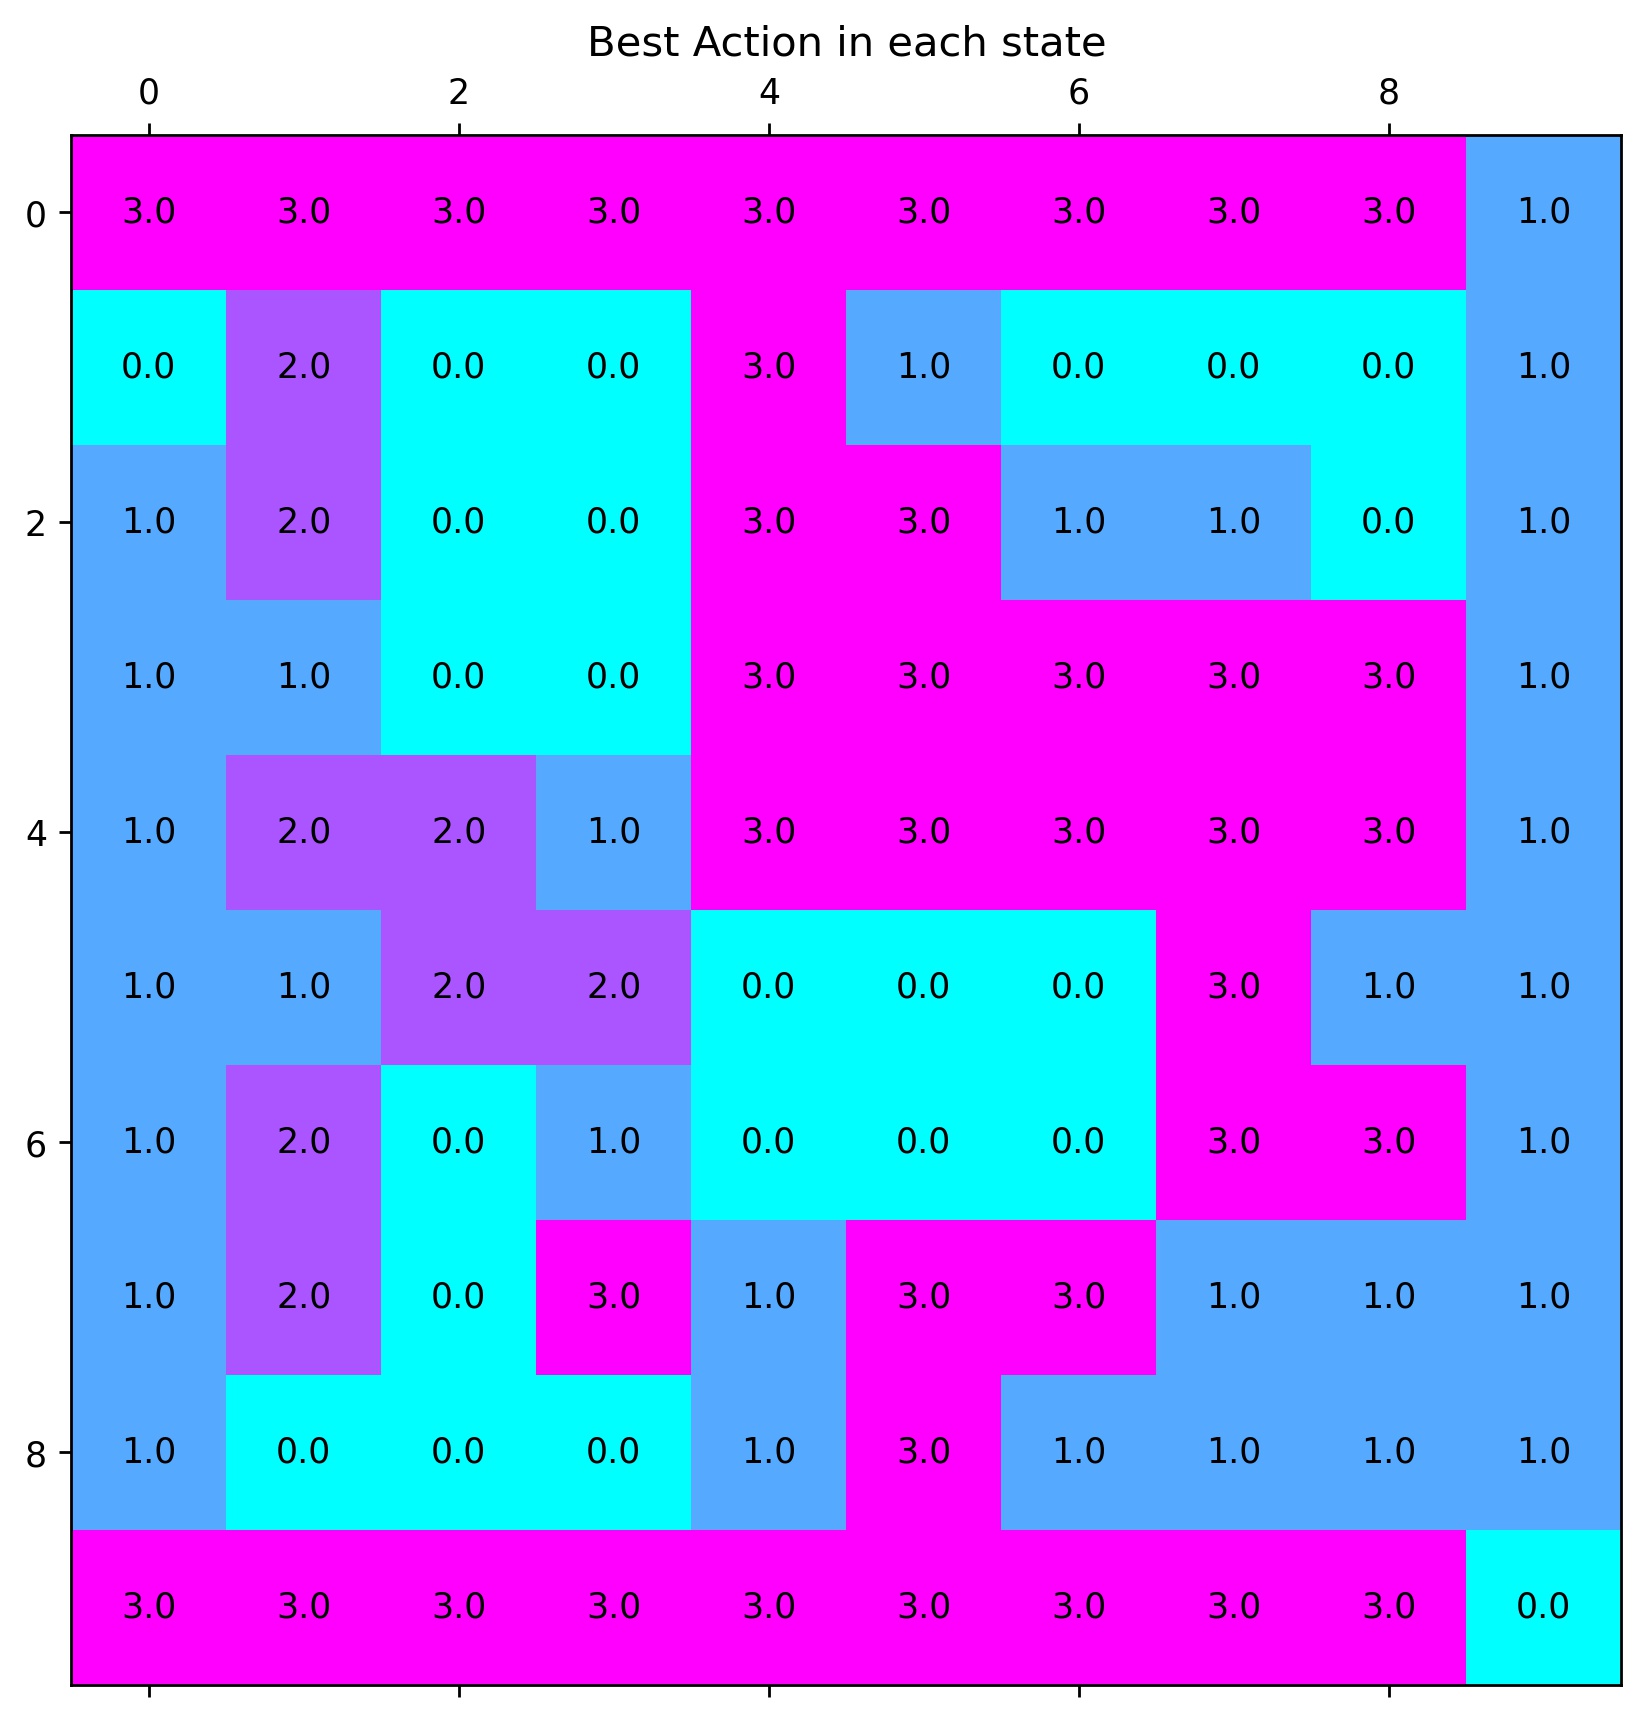 Best Action in each state
0 2 4 6 8
0 3.0 3.0 3.0 3.0 3.0 3.0 3.0 3.0 3.0 1.0
0.0 2.0 0.0 0.0 3.0 1.0 0.0 0.0 0.0 1.0
2 1.0 2.0 0.0 0.0 3.0 3.0 1.0 1.0 0.0 1.0
1.0 1.0 0.0 0.0 3.0 3.0 3.0 3.0 3.0 1.0
4 1.0 2.0 2.0 1.0 3.0 3.0 3.0 3.0 3.0 1.0
1.0 1.0 2.0 2.0 0.0 0.0 0.0 3.0 1.0 1.0
6 1.0 2.0 0.0 1.0 0.0 0.0 0.0 3.0 3.0 1.0
1.0 2.0 0.0 3.0 1.0 3.0 3.0 1.0 1.0 1.0
8 1.0 0.0 0.0 0.0 1.0 3.0 1.0 1.0 1.0 1.0
3.0 3.0 3.0 3.0 3.0 3.0 3.0 3.0 3.0 0.0